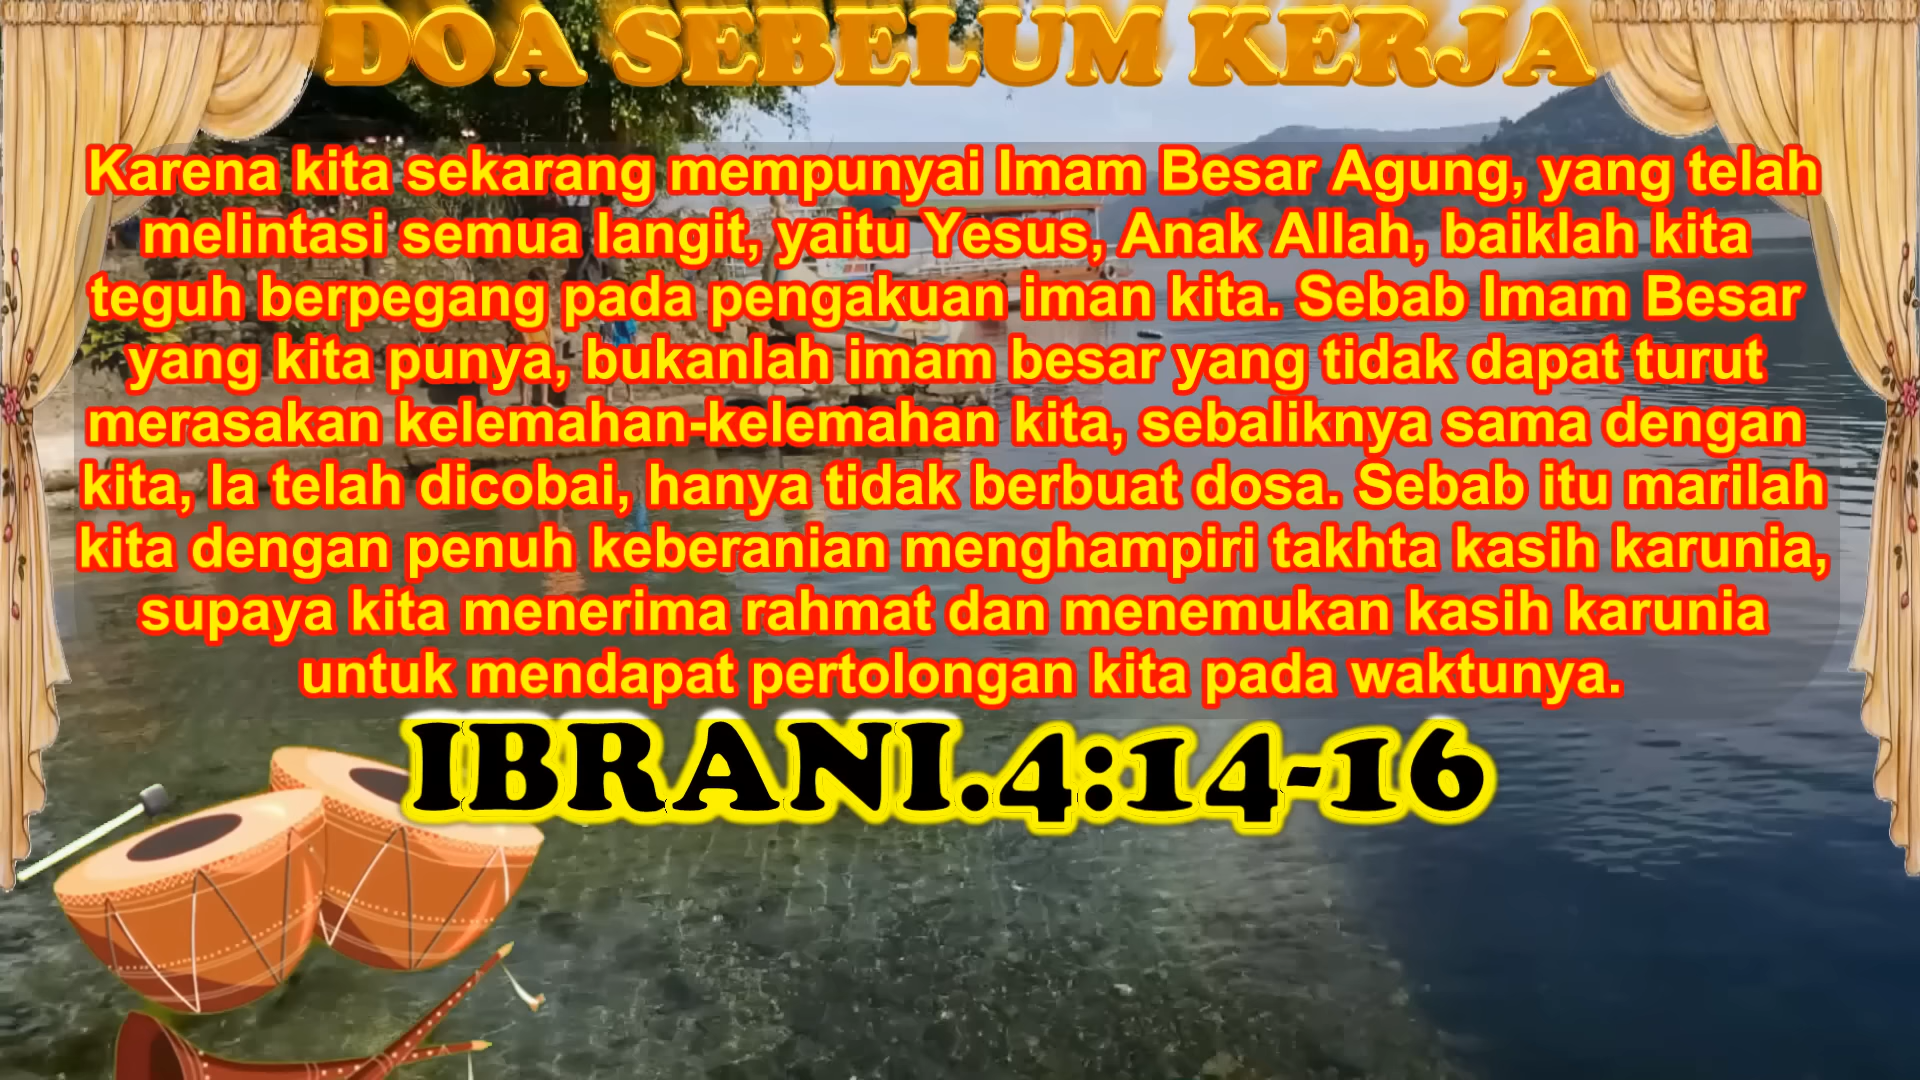 DOA SEBELUM KERJA
Karena kita sekarang mempunyai Imam Besar Agung, yang telah
melintasi semua langit, yaitu Yesus, Anak Allah, baiklah kita
teguh berpegang pada pengakuan iman kita. Sebab Imam Besar
yang kita punya, bukanlah imam besar yang tidak dapat turut
merasakan kelemahan-kelemahan kita, sebaliknya sama dengan
kita, Ia telah dicobai, hanya tidak berbuat dosa. Sebab itu marilah
kita dengan penuh keberanian menghampiri takhta kasih karunia,
supaya kita menerima rahmat dan menemukan kasih karunia
untuk mendapat pertolongan kita pada waktunya.
IBRANI.4:14-16